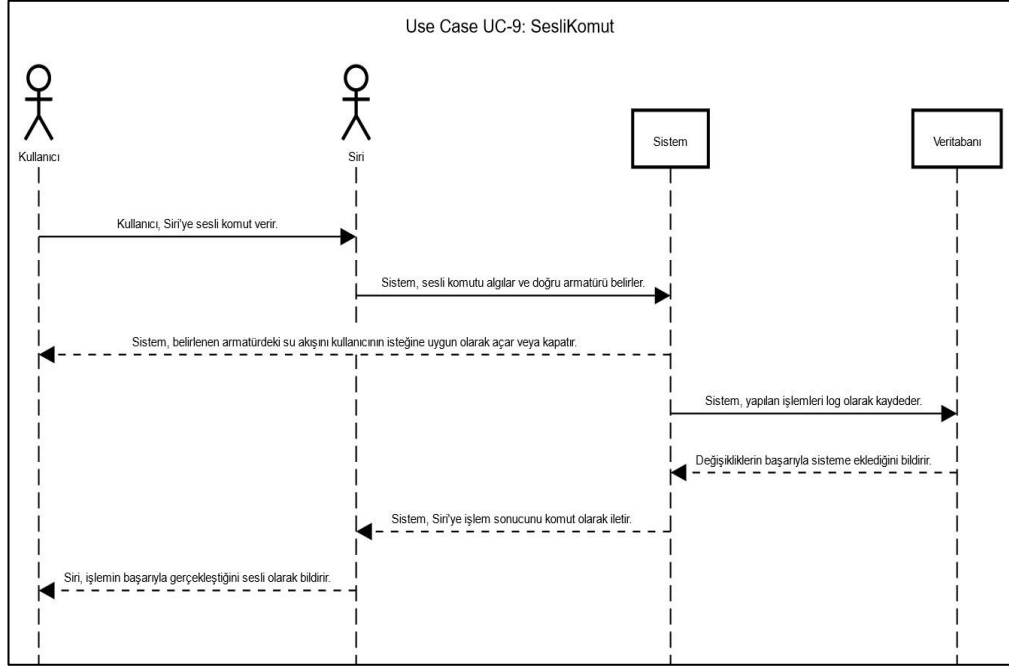 Use Case UC-9: SesliKomut
Kullanıcı
Siri
Sistem
Veritabanı
Kullanıcı, Siri'ye sesli komut verir.
Sistem, sesli komutu algılar ve doğru armatürü belirler.
Sistem, belirlenen armatürdeki su akışını kullanıcının isteğine uygun olarak açar veya kapatır.
Sistem, yapılan işlemleri log olarak kaydeder.
Değişikliklerin başarıyla sisteme eklediğini bildirir.
Sistem, Siri'ye işlem sonucunu komut olarak iletir.
Siri, işlemin başarıyla gerçekleştiğini sesli olarak bildirir.